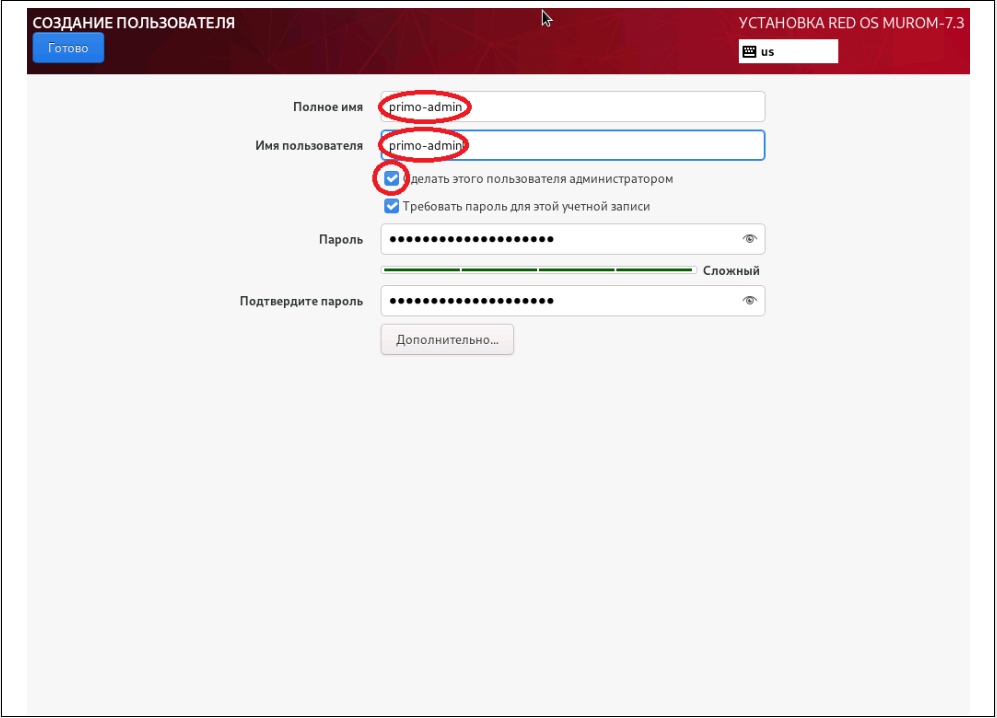 СОЗДАНИЕ ПОЛЬЗОВАТЕЛЯ
УСТАНОВКА RED OS MUROM-7.3
Готово
us
Полное имя
primo-admin
Имя пользователя
primo-admin
Сделать этого пользователя администратором
Требовать пароль для этой учетной записи
Пароль
••••••••••••••••••••
Сложный
Подтвердите пароль
••••••••••••••••••••
Дополнительно...